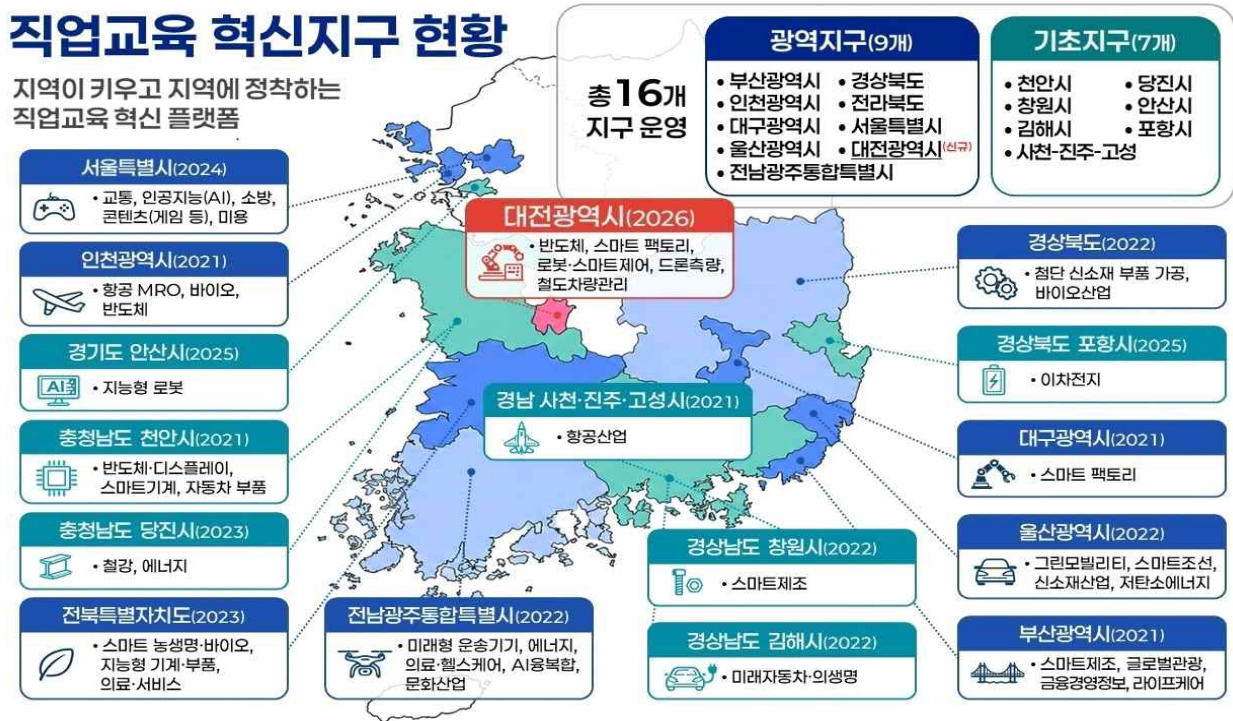 직업교육 혁신지구 현황
지역이 키우고 지역에 정착하는
직업교육 혁신 플랫폼
총 16개
지구 운영
광역지구(9개)
• 부산광역시 • 경상북도
• 인천광역시 • 전라북도
• 대구광역시 • 서울특별시
• 울산광역시 • 대전광역시(신규)
• 전남광주통합특별시
기초지구(7개)
• 천안시 • 당진시
• 창원시 • 안산시
• 김해시 • 포항시
• 사천-진주-고성
서울특별시(2024)
• 교통, 인공지능(AI), 소방,
콘텐츠(게임 등), 미용
인천광역시(2021)
• 항공 MRO, 바이오,
반도체
경기도 안산시(2025)
AI
• 지능형 로봇
충청남도 천안시(2021)
• 반도체·디스플레이,
스마트기계, 자동차 부품
충청남도 당진시(2023)
• 철강, 에너지
전북특별자치도(2023)
• 스마트 농생명·바이오,
지능형 기계·부품,
의료·서비스
대전광역시(2026)
• 반도체, 스마트 팩토리,
로봇·스마트제어, 드론측량,
철도차량관리
경남 사천·진주·고성시(2021)
• 항공산업
전남광주통합특별시(2022)
• 미래형 운송기기, 에너지,
의료·헬스케어, AI융복합,
문화산업
경상남도 창원시(2022)
• 스마트제조
경상남도 김해시(2022)
• 미래자동차·의생명
경상북도(2022)
• 첨단 신소재 부품 가공,
바이오산업
경상북도 포항시(2025)
• 이차전지
대구광역시(2021)
• 스마트 팩토리
울산광역시(2022)
• 그린모빌리티, 스마트조선,
신소재산업, 저탄소에너지
부산광역시(2021)
• 스마트제조, 글로벌관광,
금융경영정보, 라이프케어